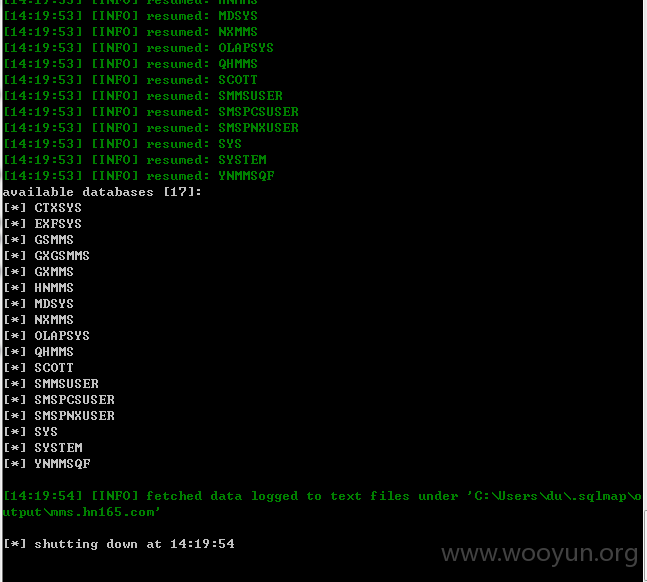 [14:19:53] [INFO] resumed: HNMMS
[14:19:53] [INFO] resumed: MDSYS
[14:19:53] [INFO] resumed: NXMMS
[14:19:53] [INFO] resumed: OLAPSYS
[14:19:53] [INFO] resumed: QHMMS
[14:19:53] [INFO] resumed: SCOTT
[14:19:53] [INFO] resumed: SMMSUSER
[14:19:53] [INFO] resumed: SMSPCSUSER
[14:19:53] [INFO] resumed: SMSPNXUSER
[14:19:53] [INFO] resumed: SYS
[14:19:53] [INFO] resumed: SYSTEM
[14:19:53] [INFO] resumed: YNMMSQF
available databases [17]:
[*] CTXSYS
[*] EXFSYS
[*] GSMMS
[*] GXGSMMS
[*] GXMMS
[*] HNMMS
[*] MDSYS
[*] NXMMS
[*] OLAPSYS
[*] QHMMS
[*] SCOTT
[*] SMMSUSER
[*] SMSPCSUSER
[*] SMSPNXUSER
[*] SYS
[*] SYSTEM
[*] YNMMSQF
[14:19:54] [INFO] fetched data logged to text files under 'C:\Users\du\.sqlmap\o
utput\mms.hn165.com'
[*] shutting down at 14:19:54
www.wooyun.org